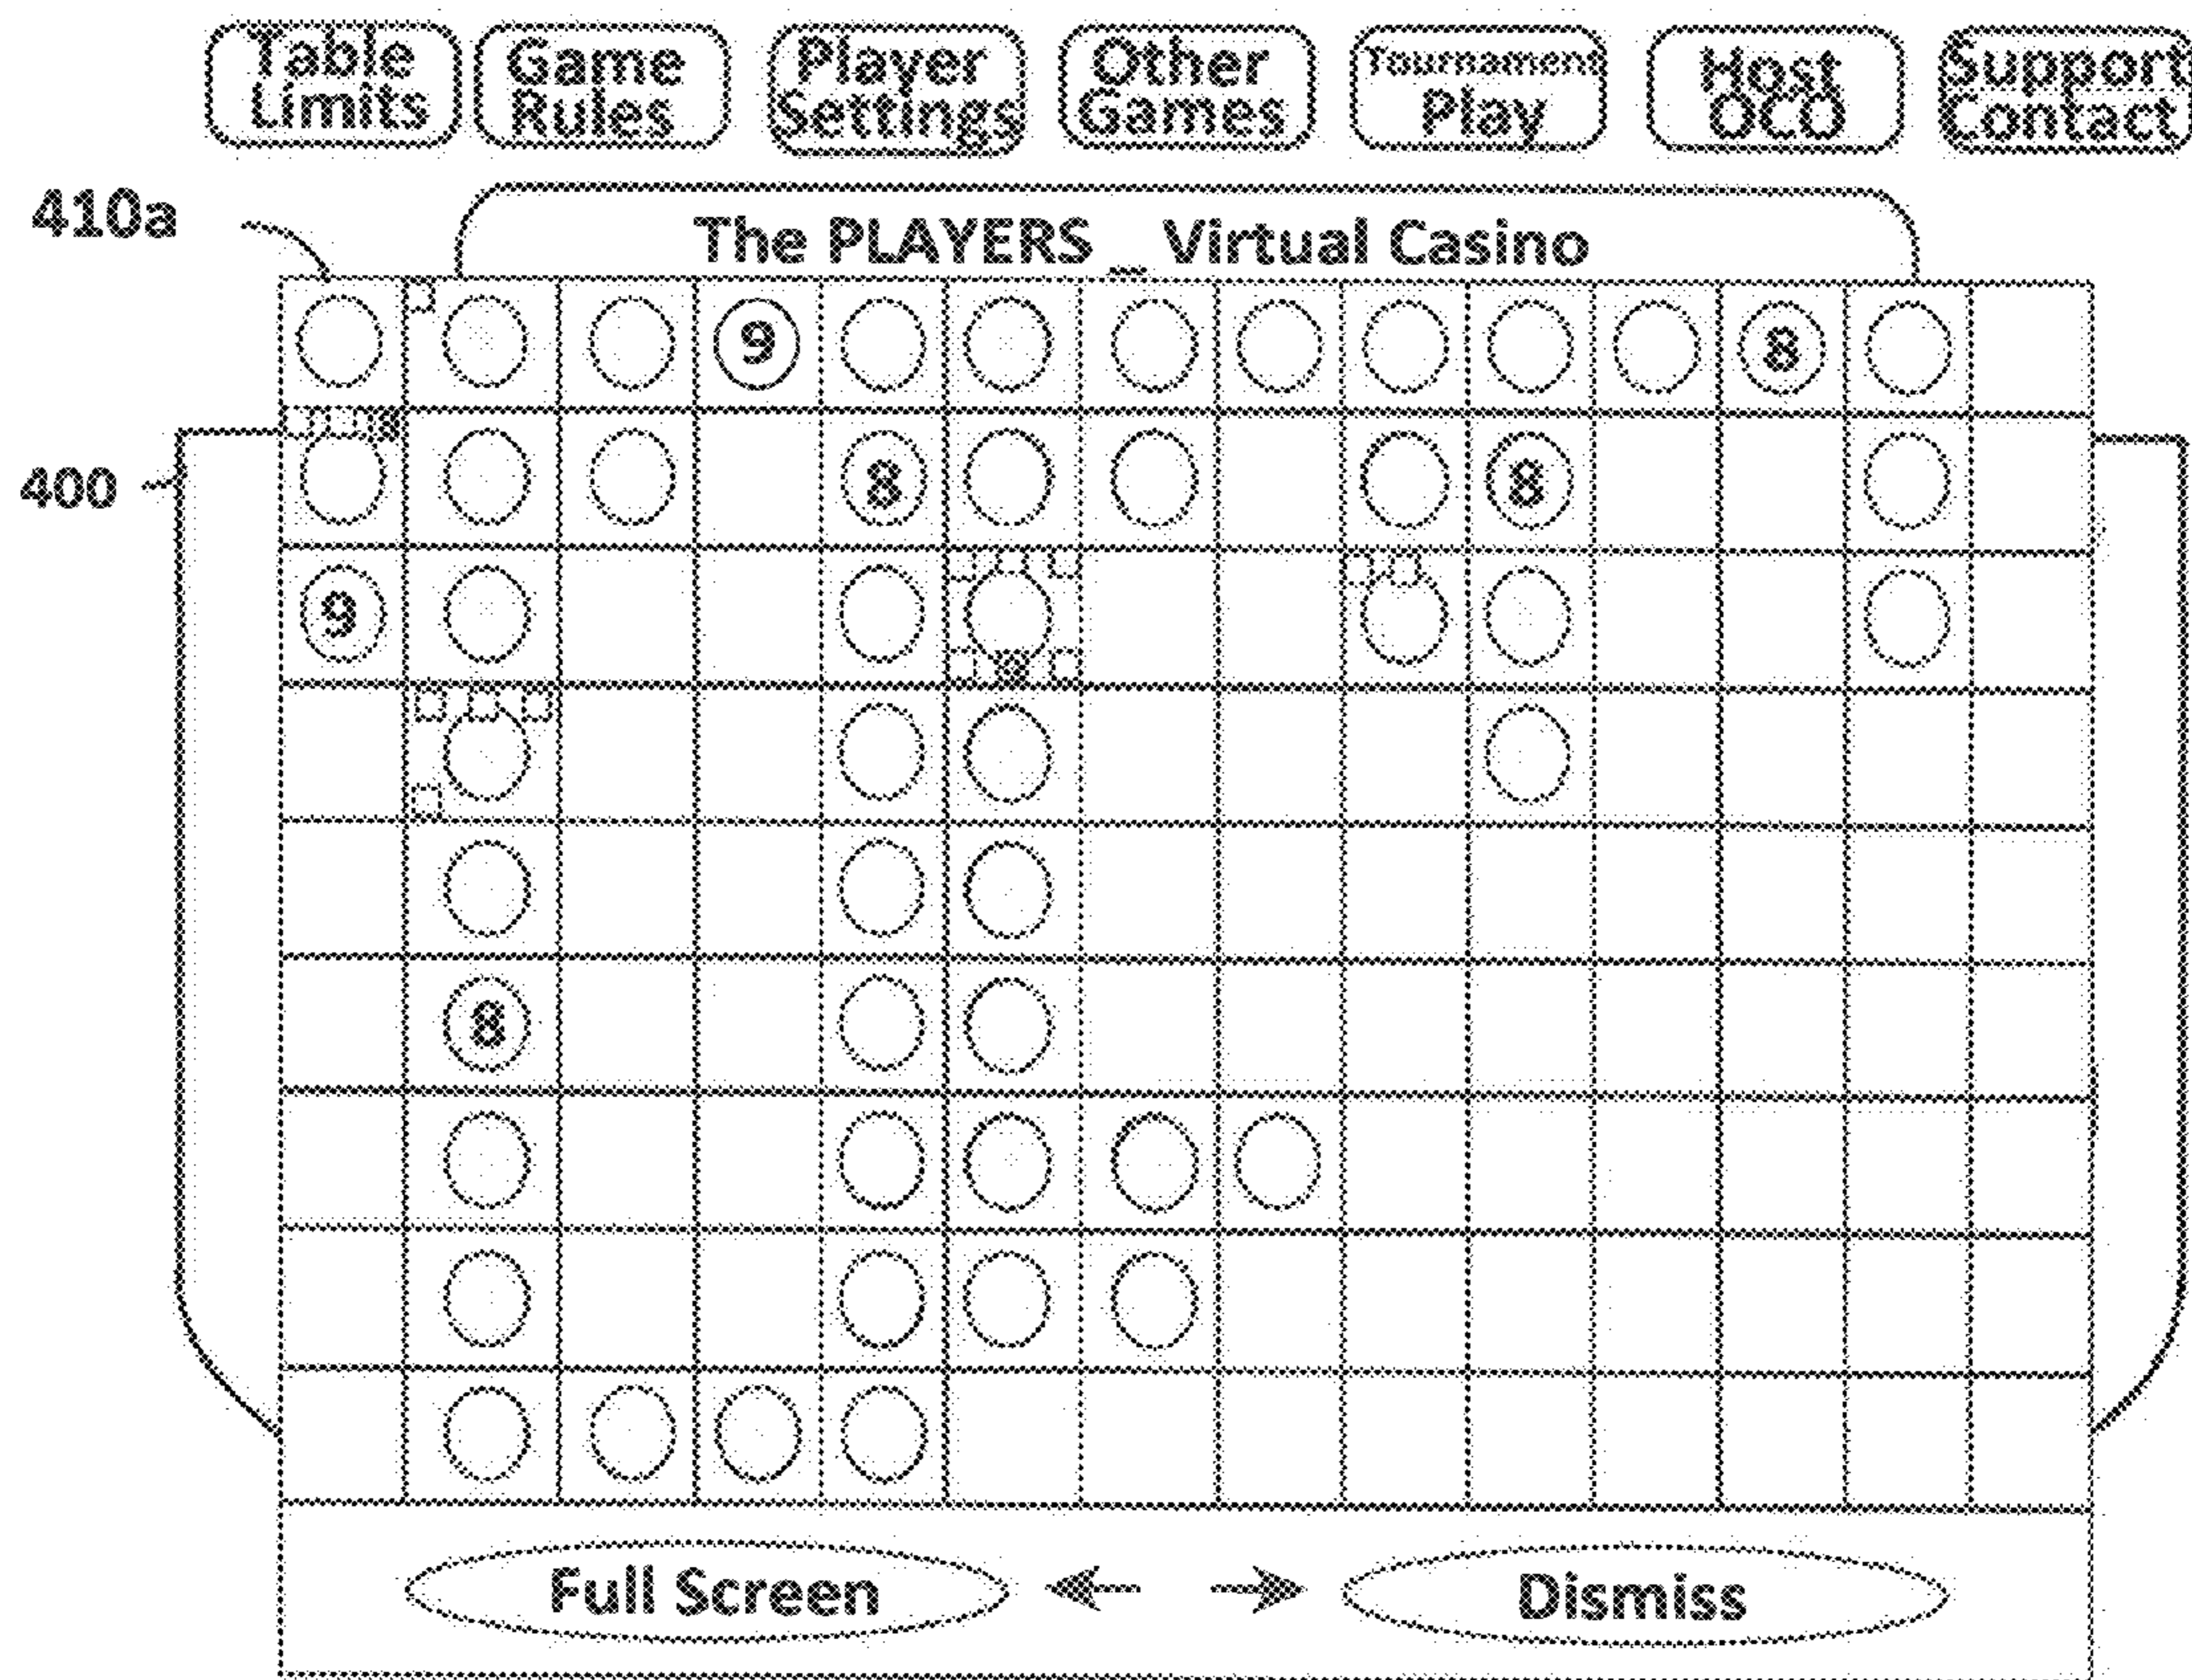 Table
Limits
Game
Rules
Player
Settings
Other
Games
Tournament
Play
Host
OCO
Support
Contact
410a
The PLAYERS _ Virtual Casino
9
8
400
8
8
9
8
Full Screen
Dismiss